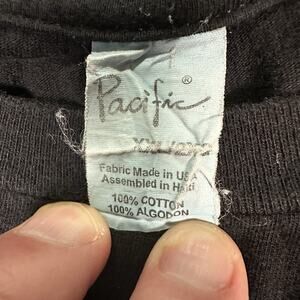 Pacific ®
Fabric Made in USA
Assembled in Haiti
100% COTTON
100% ALGODON